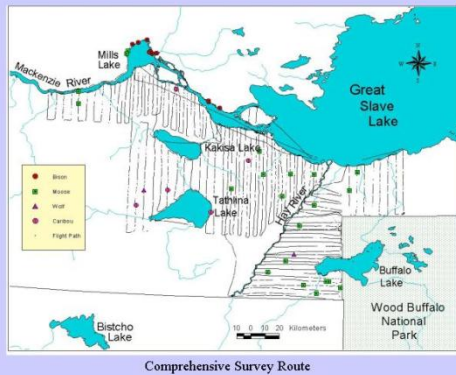 Mills
Lake
Mackenzie River
Great
Slave
Lake
Kakisa Lake
Bison
Moose
Wolf
Caribou
Flight Path
Tathlina
Lake
Hay River
Buffalo
Lake
Wood Buffalo
National
Park
Bistcho
Lake
10 0 10 20 Kilometers
Comprehensive Survey Route